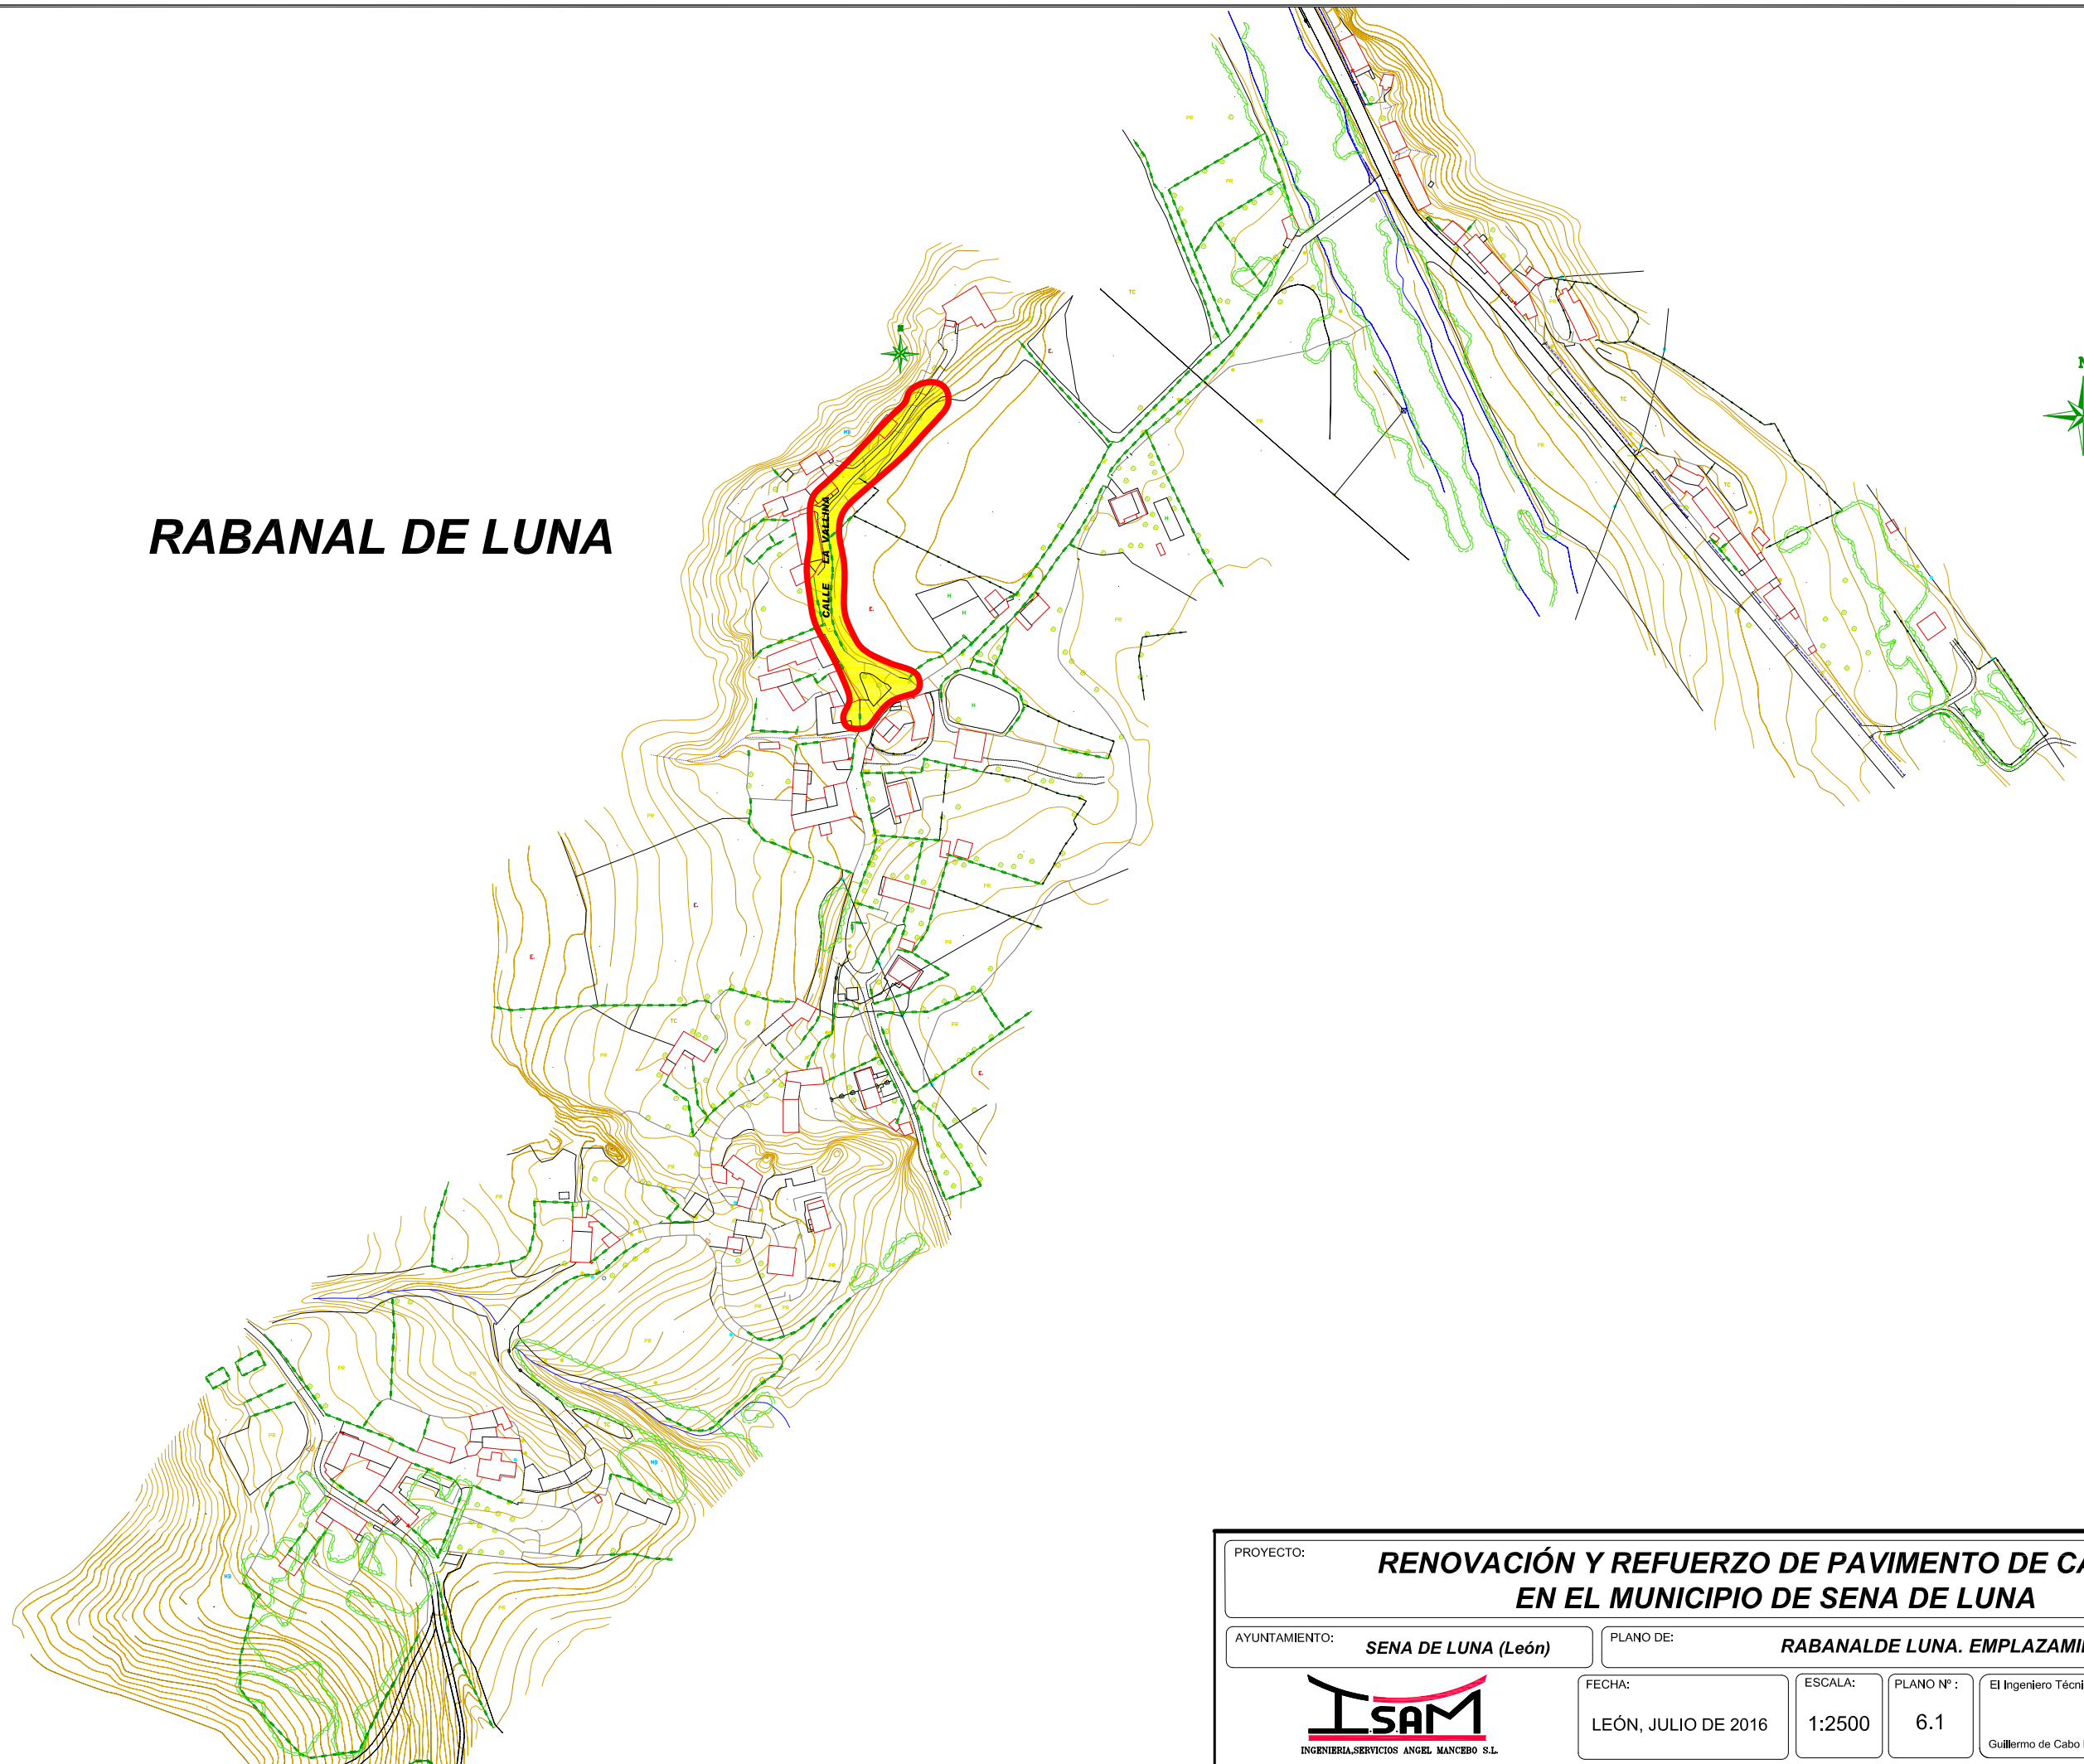 RABANAL DE LUNA
CALLE LA VALLINA
PROYECTO:
RENOVACIÓN Y REFUERZO DE PAVIMENTO DE CA
EN EL MUNICIPIO DE SENA DE LUNA
AYUNTAMIENTO:
SENA DE LUNA (León)
PLANO DE:
RABANALDE LUNA. EMPLAZAMI
I.SAM
INGENIERIA,SERVICIOS ANGEL MANCEBO S.L.
FECHA:
LEÓN, JULIO DE 2016
ESCALA:
1:2500
PLANO Nº :
6.1
El Ingeniero Técni
Guillermo de Cabo